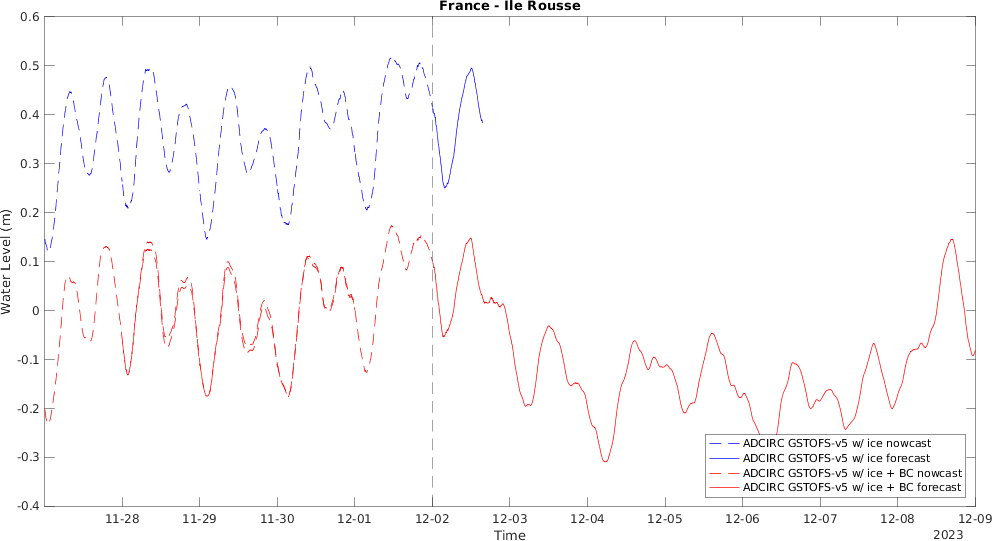 France - Ile Rousse
0.6
0.5
0.4
0.3
0.2
0.1
0
-0.1
-0.2
-0.3
-0.4
Water Level (m)
ADCIRC GSTOFS-v5 w/ ice nowcast
ADCIRC GSTOFS-v5 w/ ice forecast
ADCIRC GSTOFS-v5 w/ ice + BC nowcast
ADCIRC GSTOFS-v5 w/ ice + BC forecast
11-28 11-29 11-30 12-01 12-02 12-03 12-04 12-05 12-06 12-07 12-08 12-09
Time
2023